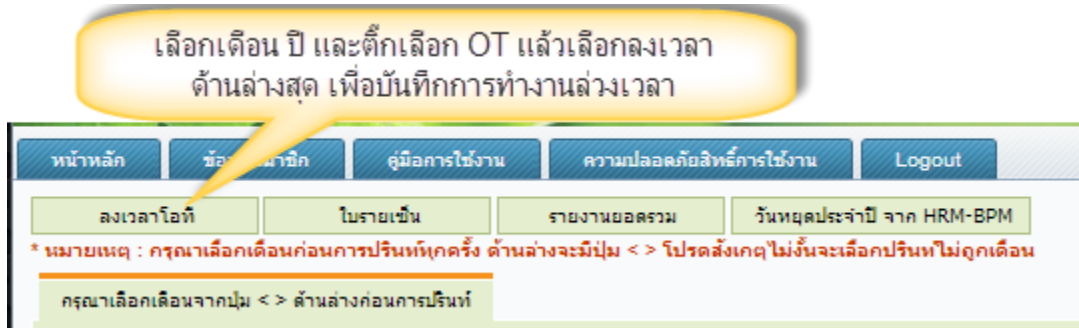 เลือกเดือน ปี และติ๊กเลือก OT แล้วเลือกลงเวลา
ด้านล่างสุด เพื่อบันทึกการทำงานล่วงเวลา
หน้าหลัก คู่มือการใช้งาน ความปลอดภัยสิทธิ์การใช้งาน Logout
ลงเวลาโอที ใบรายเซ็น รายงานยอดรวม วันหยุดประจำปี จาก HRM-BPM
* หมายเหตุ : กรุณาเลือกเดือนก่อนการปรินท์ทุกครั้ง ด้านล่างจะมีปุ่ม < > โปรดสังเกตุไม่งั้นจะเลือกปรินท์ไม่ถูกเดือน
กรุณาเลือกเดือนจากปุ่ม < > ด้านล่างก่อนการปริ้นท์